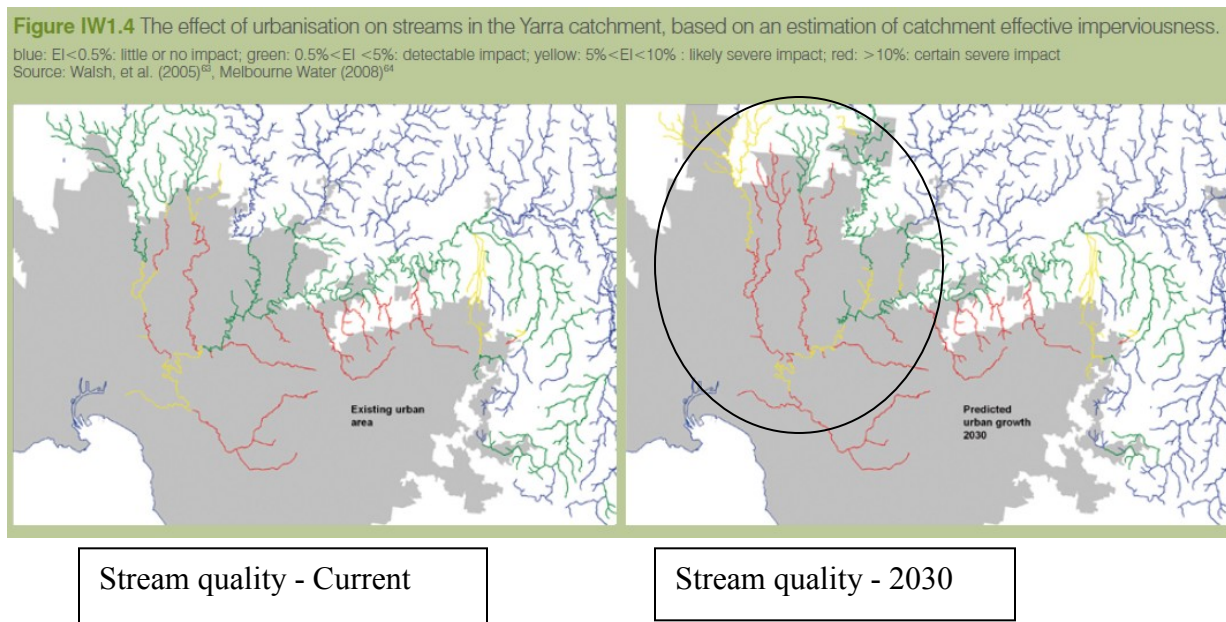 Figure IW1.4 The effect of urbanisation on streams in the Yarra catchment, based on an estimation of catchment effective imperviousness.
blue: EI<0.5%: little or no impact; green: 0.5%<EI <5%: detectable impact; yellow: 5%<EI<10% : likely severe impact; red: >10%: certain severe impact
Source: Walsh, et al. (2005)⁶³, Melbourne Water (2008)⁶⁴
Existing urban
area
Predicted
urban growth
2030
Stream quality - Current
Stream quality - 2030